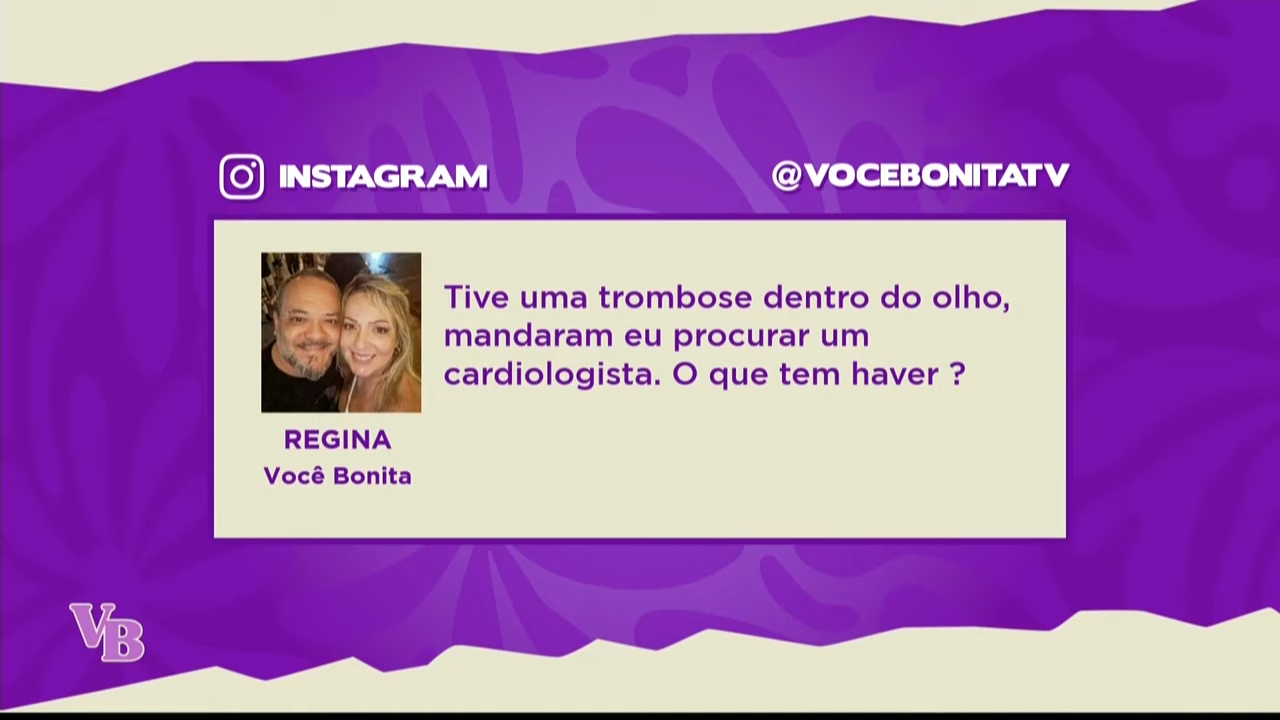 INSTAGRAM
@VOCEBONITATV
Tive uma trombose dentro do olho,
mandaram eu procurar um
cardiologista. O que tem haver ?
REGINA
Você Bonita
VB